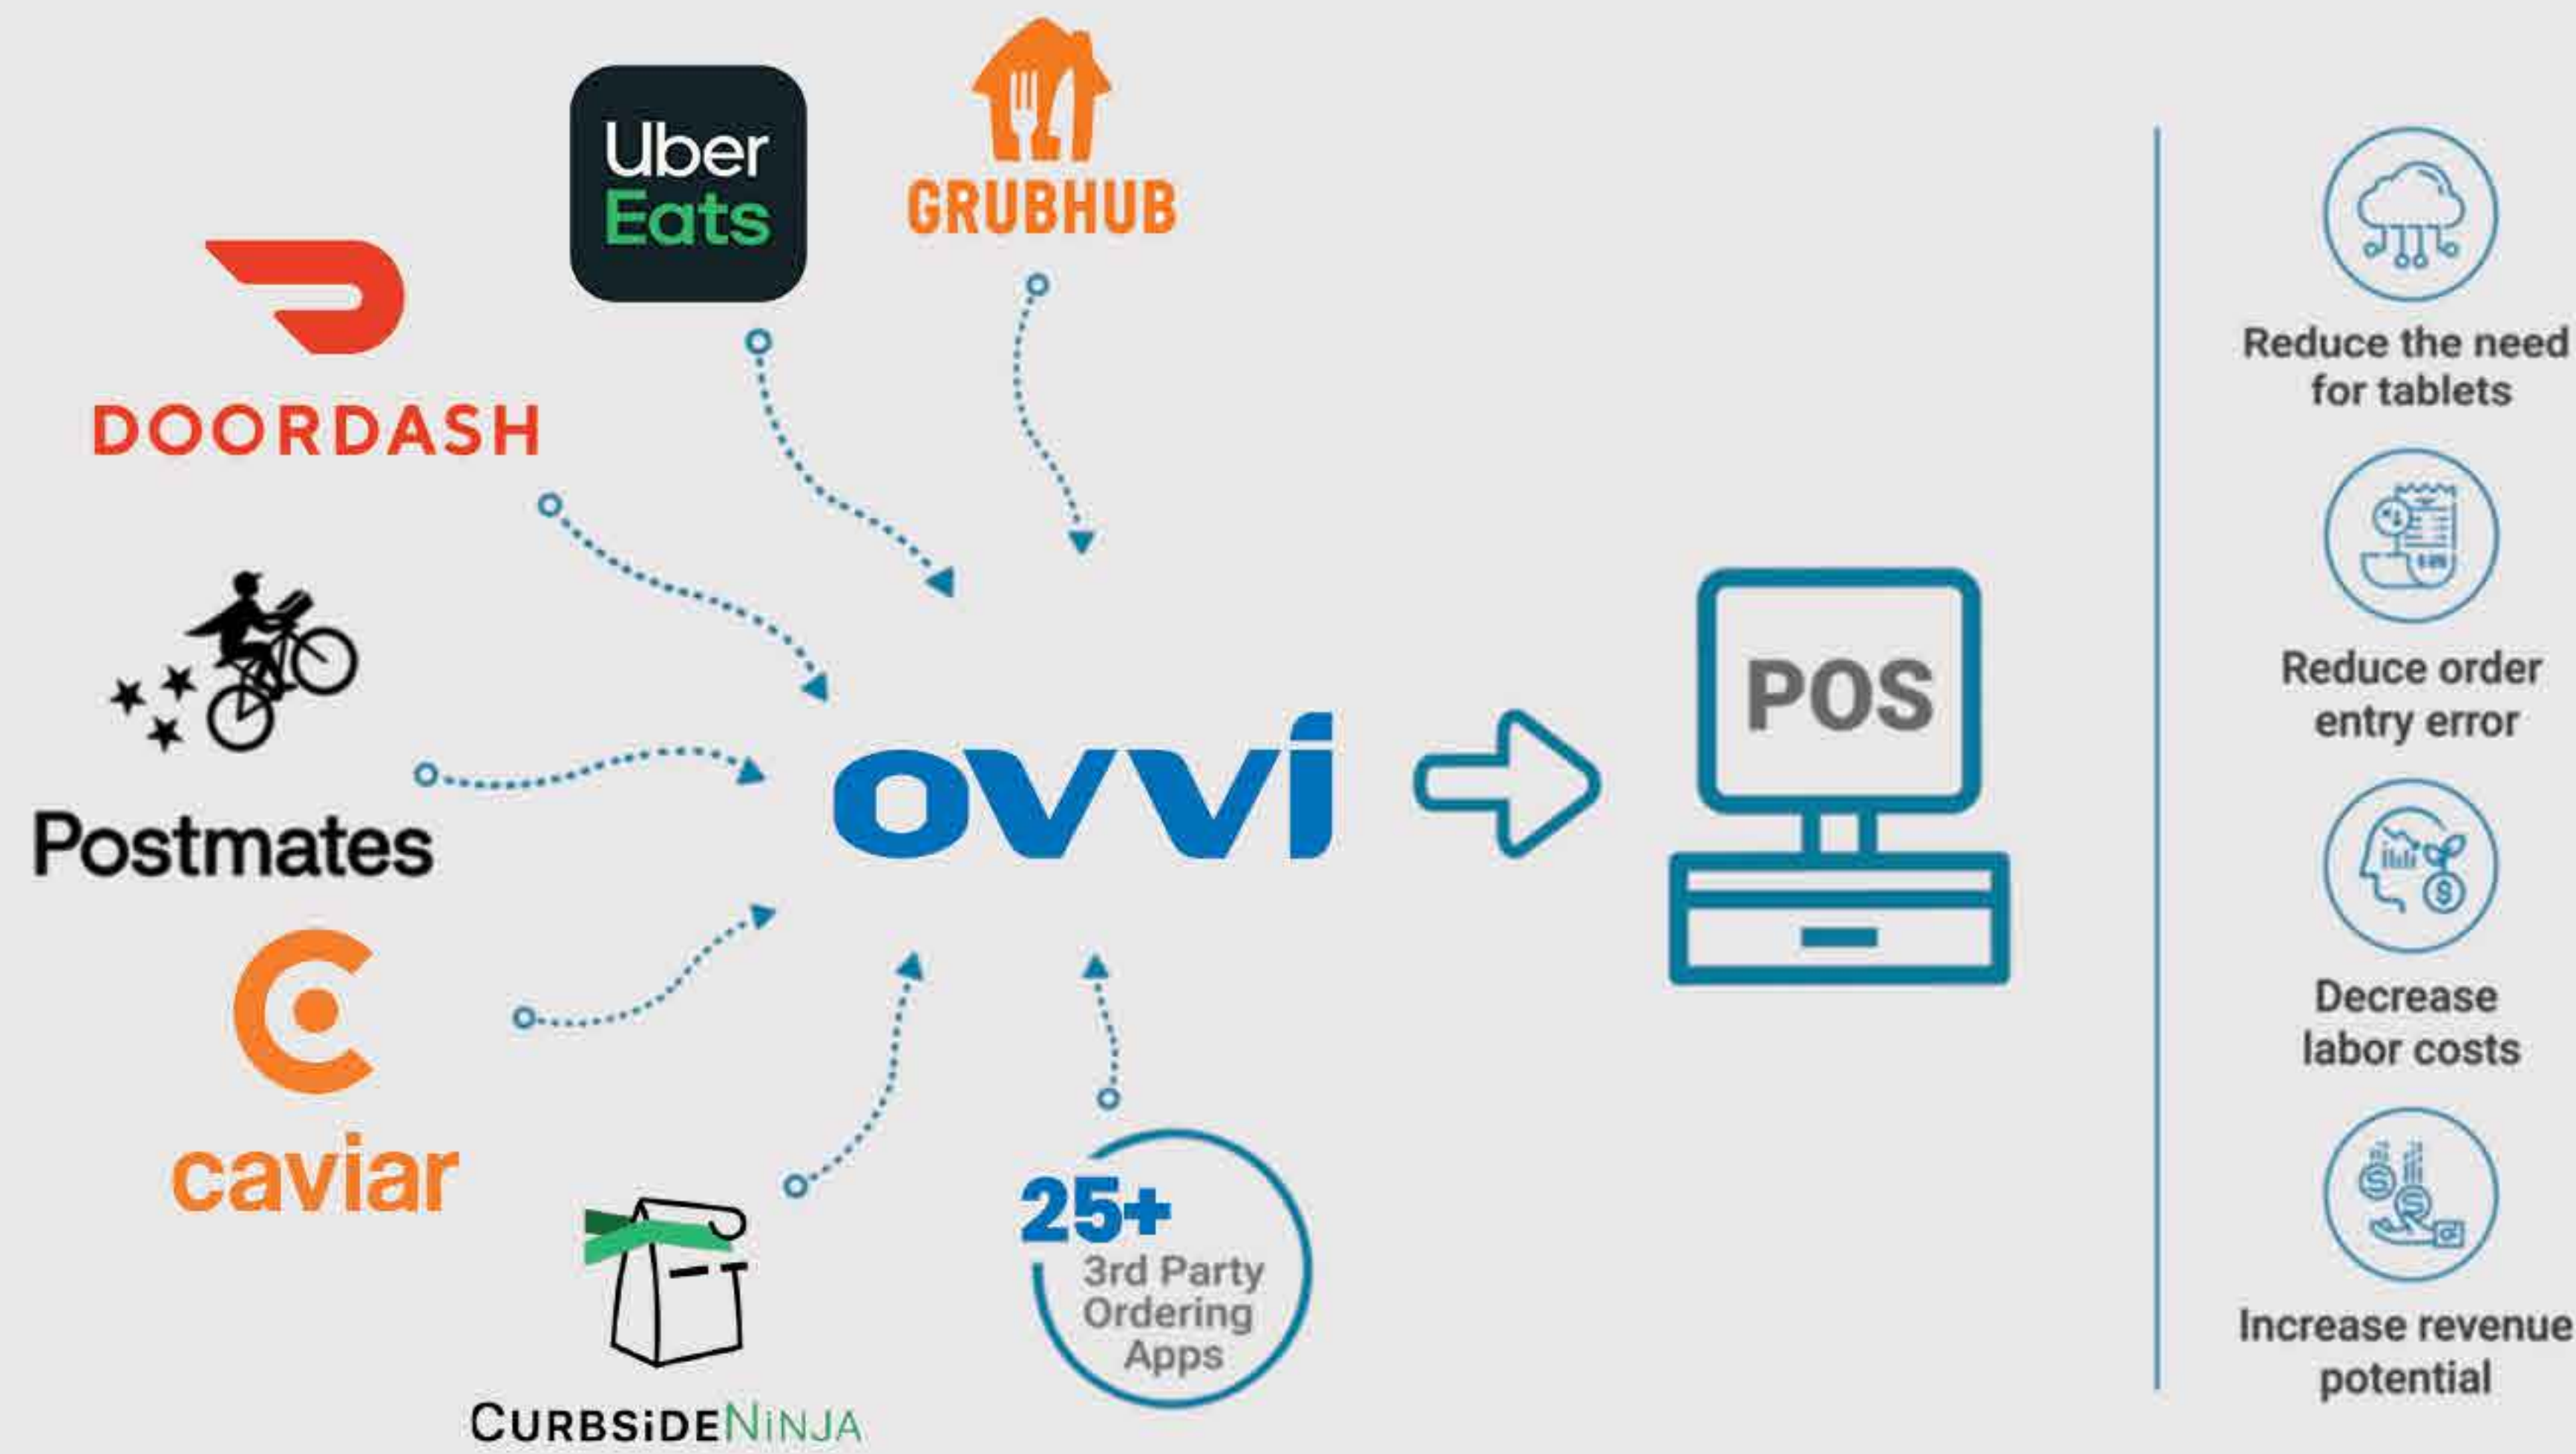 Uber
Eats
GRUBHUB
DOORDASH
Postmates
caviar
CURBSiDENiNJA
25+
3rd Party
Ordering
Apps
ovvi
POS
Reduce the need
for tablets
Reduce order
entry error
Decrease
labor costs
Increase revenue
potential